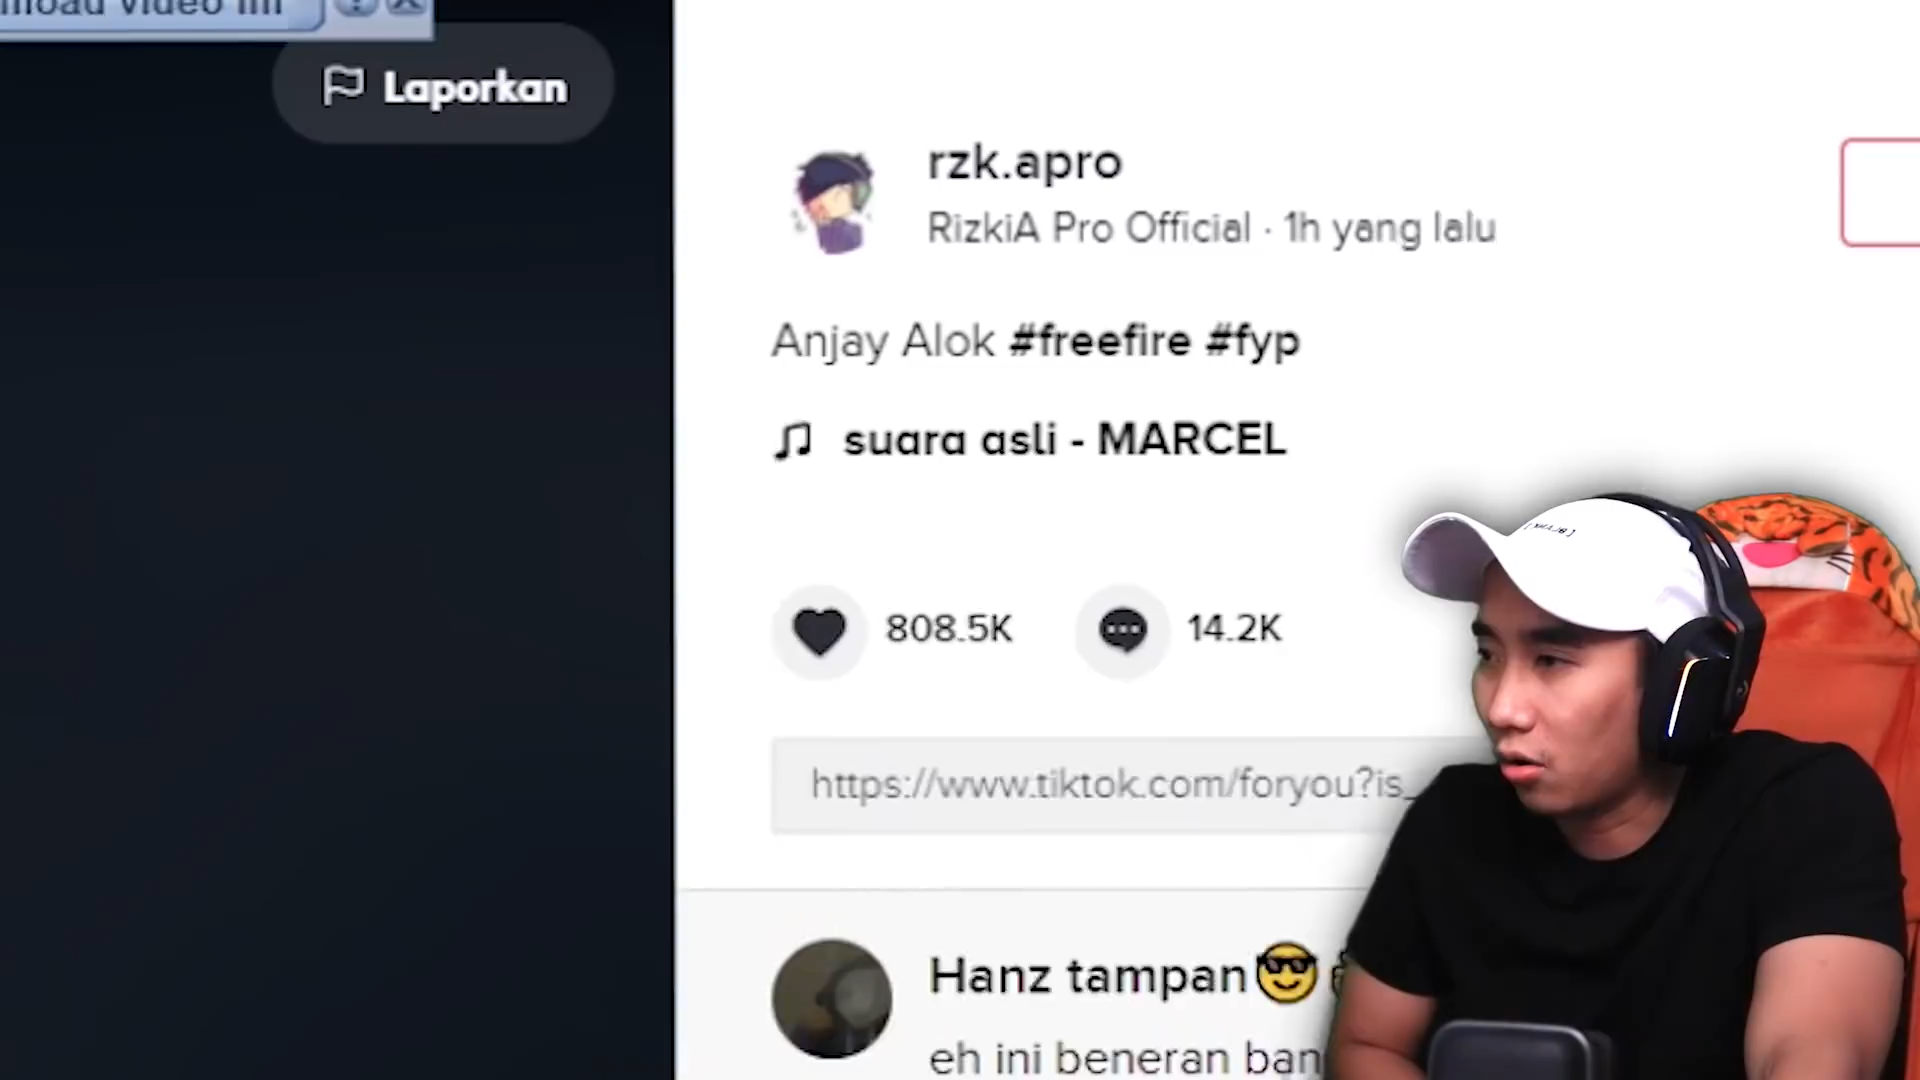 Video
Laporkan
rzk.apro
RizkiA Pro Official · 1h yang lalu
Anjay Alok #freefire #fyp
suara asli - MARCEL
808.5K
14.2K
https://www.tiktok.com/foryou?is_
Hanz tampan😎
eh ini beneran ban